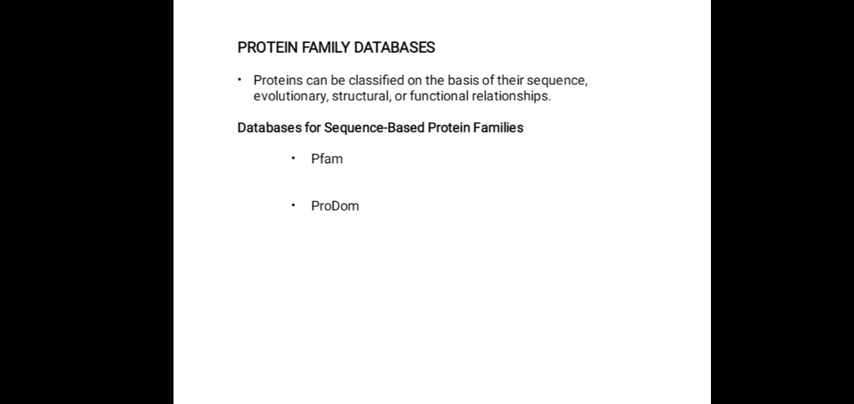 PROTEIN FAMILY DATABASES
• Proteins can be classified on the basis of their sequence,
evolutionary, structural, or functional relationships.
Databases for Sequence-Based Protein Families
• Pfam
• ProDom